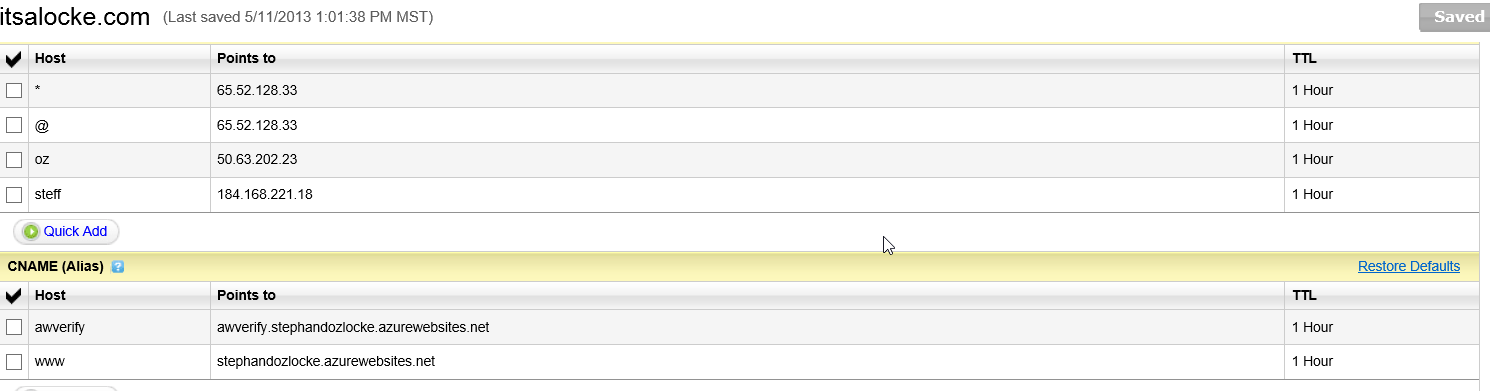 itsalocke.com (Last saved 5/11/2013 1:01:38 PM MST) Saved
Host Points to TTL
* 65.52.128.33 1 Hour
@ 65.52.128.33 1 Hour
oz 50.63.202.23 1 Hour
steff 184.168.221.18 1 Hour
Quick Add
CNAME (Alias) ? Restore Defaults
Host Points to TTL
awverify awverify.stephandozlocke.azurewebsites.net 1 Hour
www stephandozlocke.azurewebsites.net 1 Hour